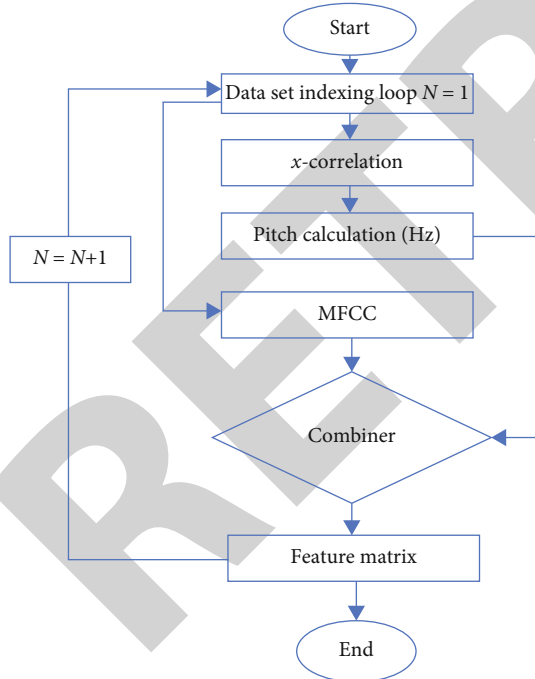 Start
Data set indexing loop N = 1
x-correlation
Pitch calculation (Hz)
N = N+1
MFCC
Combiner
Feature matrix
End